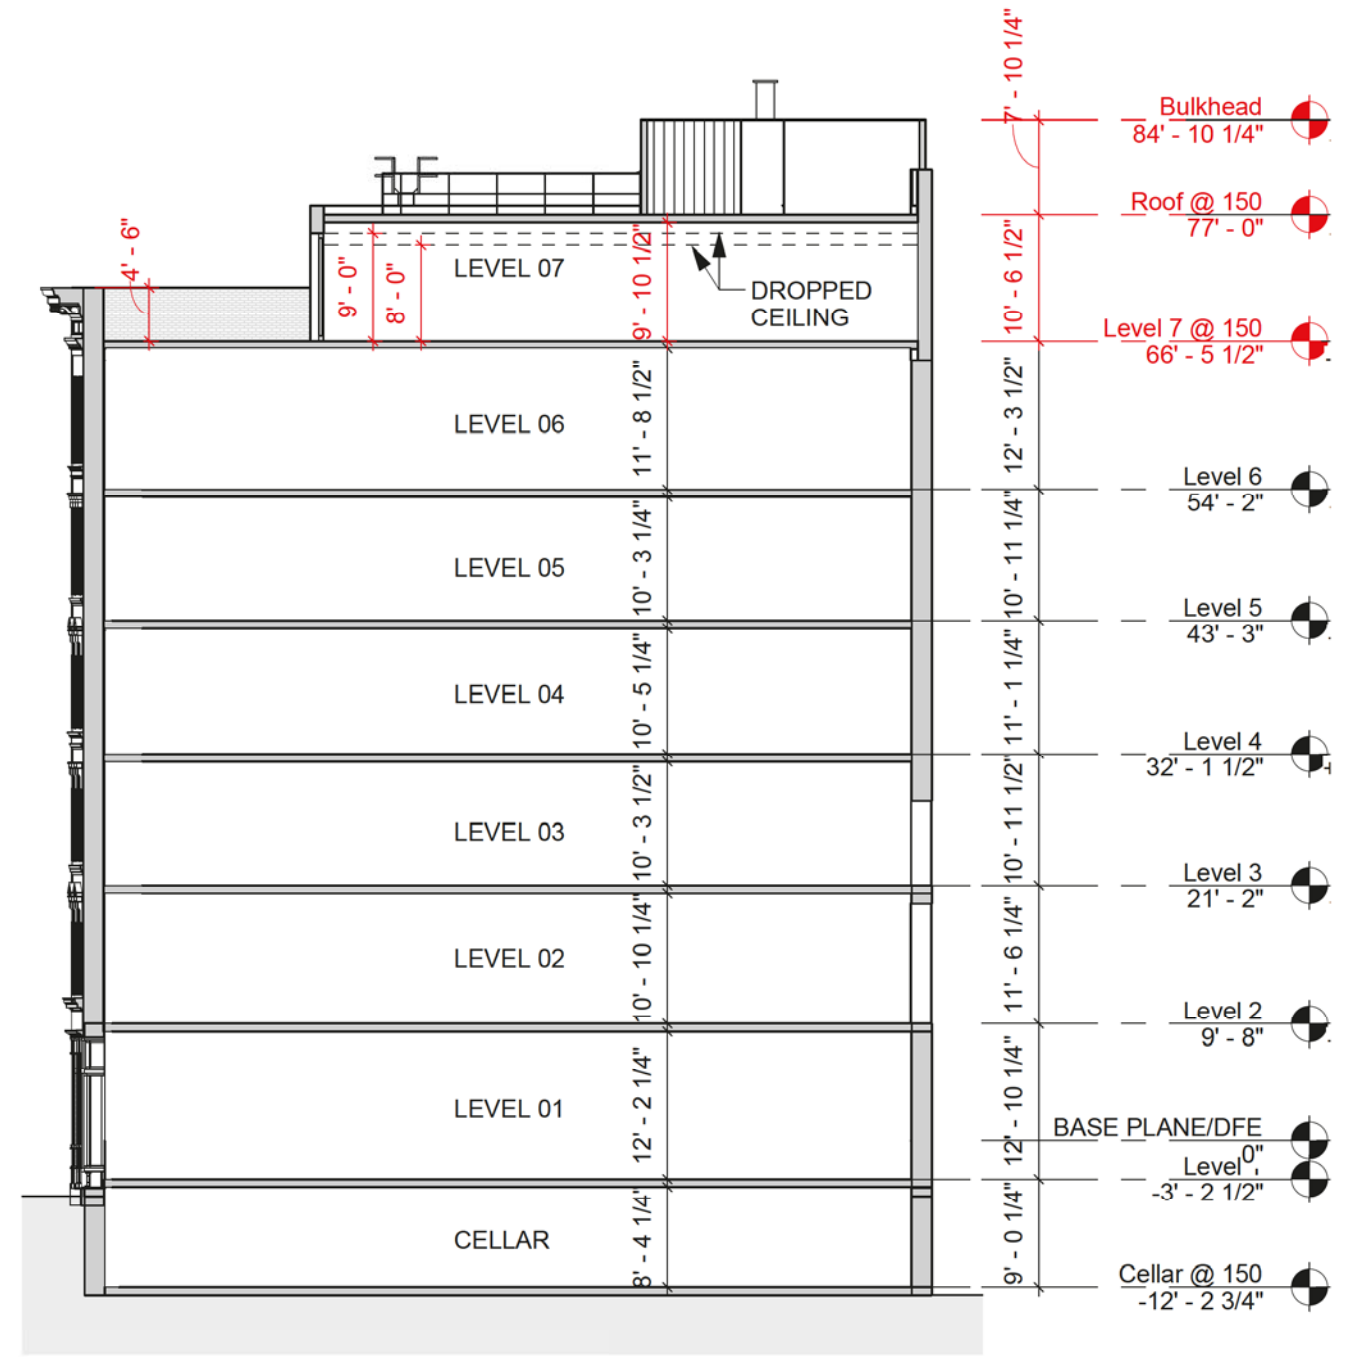 7' - 10 1/4"
Bulkhead
84' - 10 1/4"
Roof @ 150
77' - 0"
4' - 6"
9' - 0"
8' - 0"
LEVEL 07
9' - 10 1/2"
DROPPED
CEILING
10' - 6 1/2"
Level 7 @ 150
66' - 5 1/2"
LEVEL 06
11' - 8 1/2"
12' - 3 1/2"
Level 6
54' - 2"
LEVEL 05
10' - 3 1/4"
10' - 11 1/4"
Level 5
43' - 3"
LEVEL 04
10' - 5 1/4"
11' - 1 1/4"
Level 4
32' - 1 1/2"
LEVEL 03
10' - 3 1/2"
10' - 11 1/2"
Level 3
21' - 2"
LEVEL 02
10' - 10 1/4"
11' - 6 1/4"
Level 2
9' - 8"
LEVEL 01
12' - 2 1/4"
12' - 10 1/4"
BASE PLANE/DFE
0"
Level
-3' - 2 1/2"
CELLAR
8' - 4 1/4"
9' - 0 1/4"
Cellar @ 150
-12' - 2 3/4"